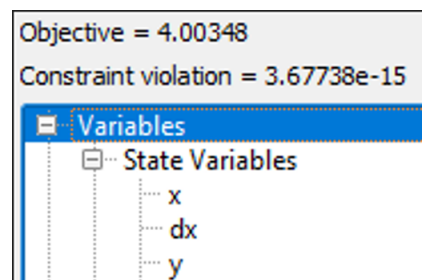 Objective = 4.00348
Constraint violation = 3.67738e-15
Variables
State Variables
x
dx
y